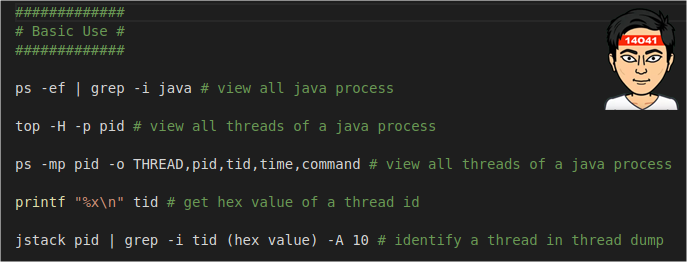 #############
# Basic Use #
#############
14041
ps -ef | grep -i java # view all java process
top -H -p pid # view all threads of a java process
ps -mp pid -o THREAD,pid,tid,time,command # view all threads of a java process
printf "%x\n" tid # get hex value of a thread id
jstack pid | grep -i tid (hex value) -A 10 # identify a thread in thread dump